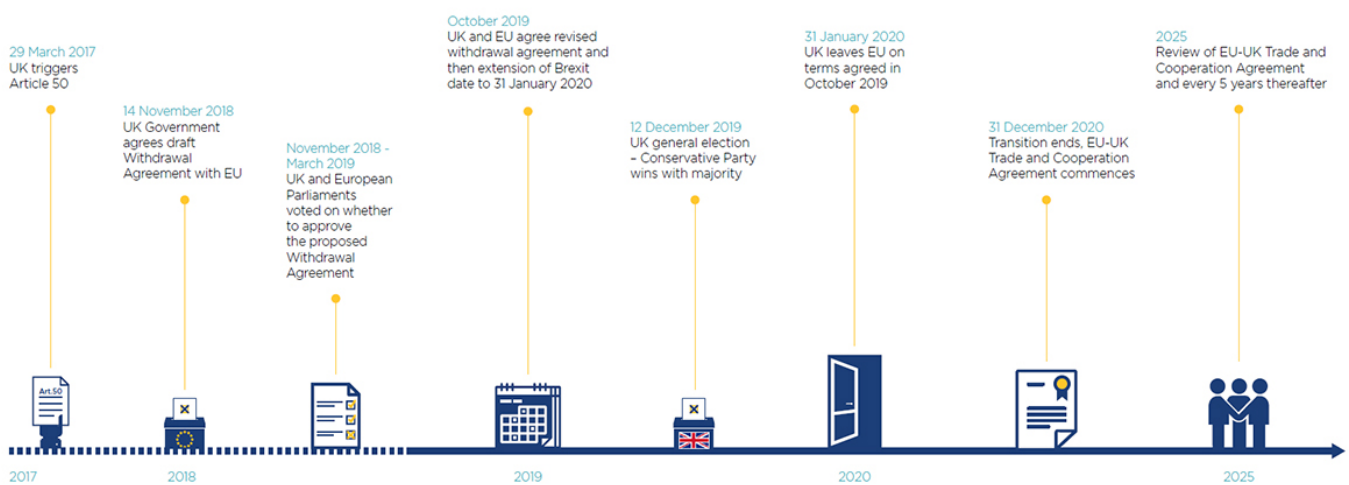 29 March 2017
UK triggers
Article 50
14 November 2018
UK Government
agrees draft
Withdrawal
Agreement with EU
November 2018 -
March 2019
UK and European
Parliaments
voted on whether
to approve
the proposed
Withdrawal
Agreement
October 2019
UK and EU agree revised
withdrawal agreement and
then extension of Brexit
date to 31 January 2020
12 December 2019
UK general election
– Conservative Party
wins with majority
31 January 2020
UK leaves EU on
terms agreed in
October 2019
31 December 2020
Transition ends, EU-UK
Trade and Cooperation
Agreement commences
2025
Review of EU-UK Trade and
Cooperation Agreement
and every 5 years thereafter
Art.50
2017
2018
2019
2020
2025